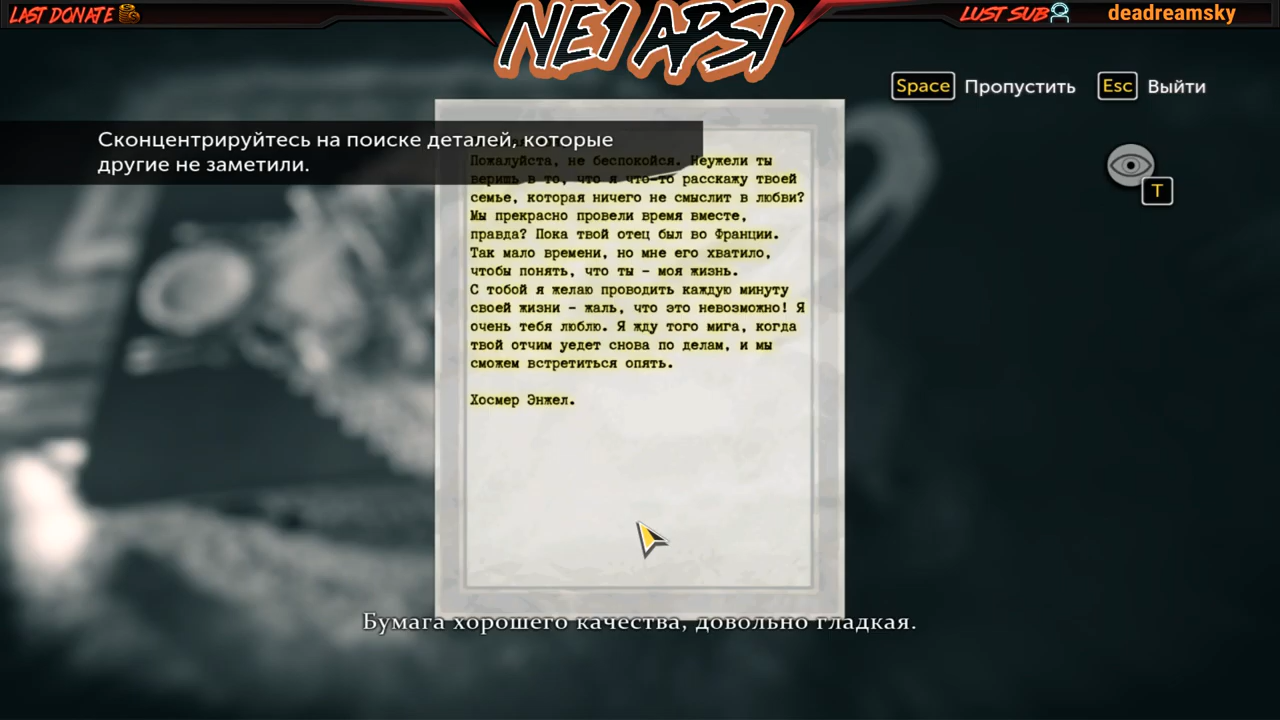 LAST DONATE
NE1 APSI
LUST SUB
deadreamsky
Space Пропустить
Esc Выйти
Сконцентрируйтесь на поиске деталей, которые
другие не заметили.
T
Пожалуйста, не беспокойся. Неужели ты
веришь в то, что я что-то расскажу твоей
семье, которая ничего не смыслит в любви?
Мы прекрасно провели время вместе,
правда? Пока твой отец был во Франции.
Так мало времени, но мне его хватило,
чтобы понять, что ты - моя жизнь.
С тобой я желаю проводить каждую минуту
своей жизни - жаль, что это невозможно! Я
очень тебя люблю. Я жду того мига, когда
твой отчим уедет снова по делам, и мы
сможем встретиться опять.
Хосмер Энжел.
Бумага хорошего качества, довольно гладкая.